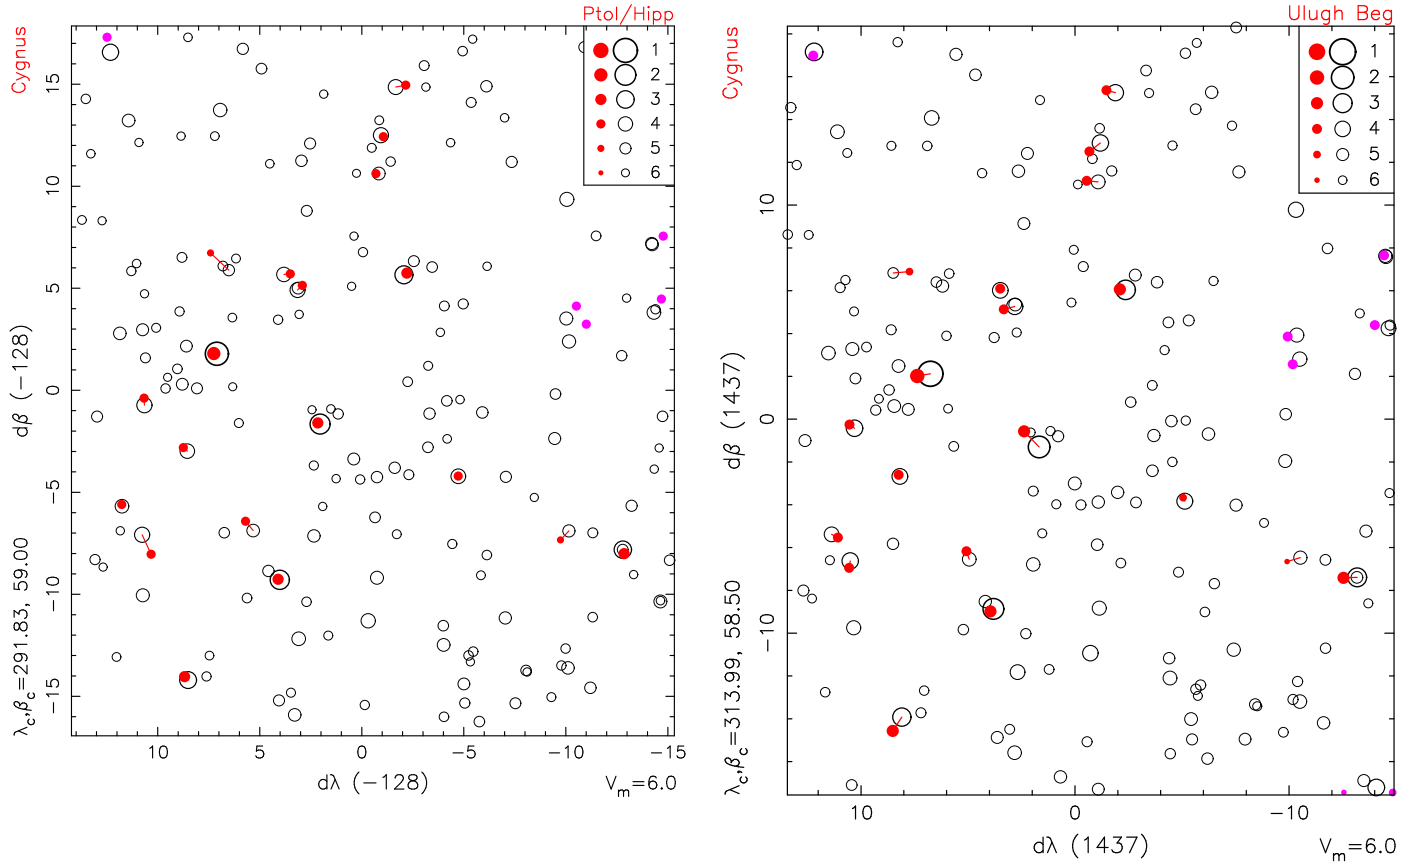 Ptol/Hipp
Cygnus
1
2
3
4
5
6
15
10
5
0
−5
−10
−15
dβ (−128)
λc,βc=291.83, 59.00
10
5
0
−5
−10
−15
dλ (−128)
Vm=6.0
Ulugh Beg
Cygnus
1
2
3
4
5
6
10
0
−10
dβ (1437)
λc,βc=313.99, 58.50
10
0
−10
dλ (1437)
Vm=6.0